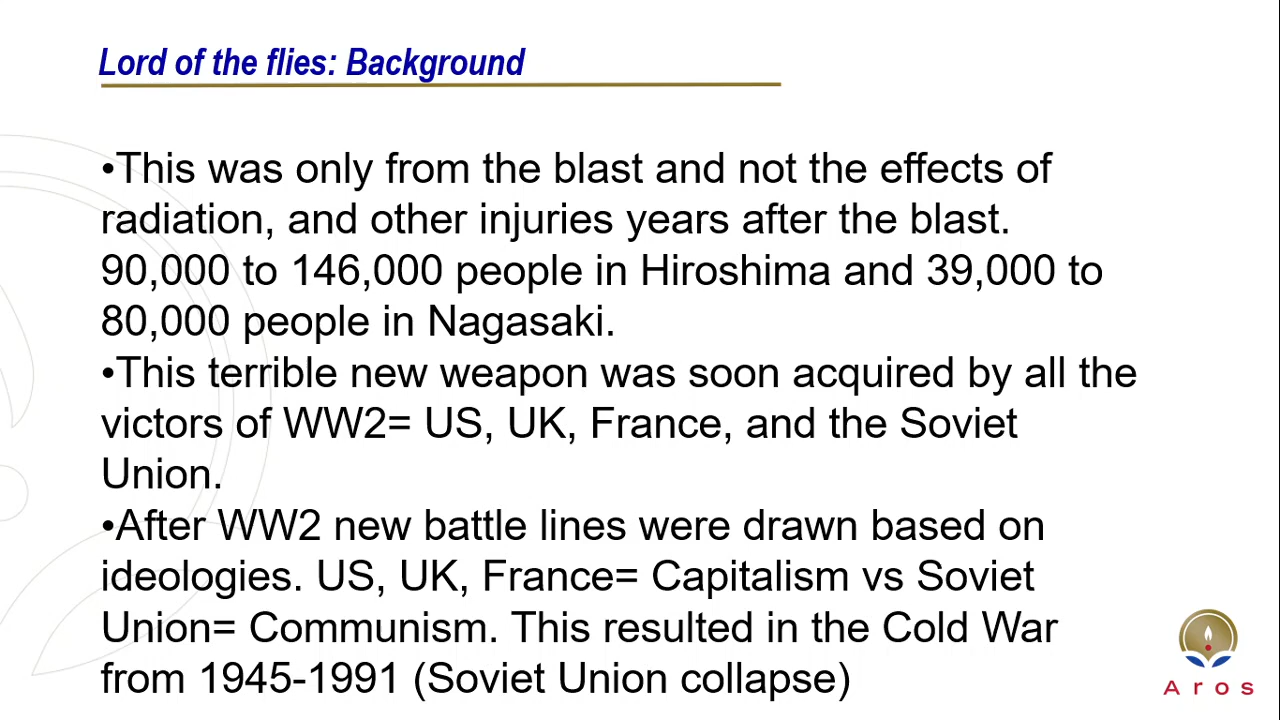 Lord of the flies: Background
•This was only from the blast and not the effects of
radiation, and other injuries years after the blast.
90,000 to 146,000 people in Hiroshima and 39,000 to
80,000 people in Nagasaki.
•This terrible new weapon was soon acquired by all the
victors of WW2= US, UK, France, and the Soviet
Union.
•After WW2 new battle lines were drawn based on
ideologies. US, UK, France= Capitalism vs Soviet
Union= Communism. This resulted in the Cold War
from 1945-1991 (Soviet Union collapse)
Aros